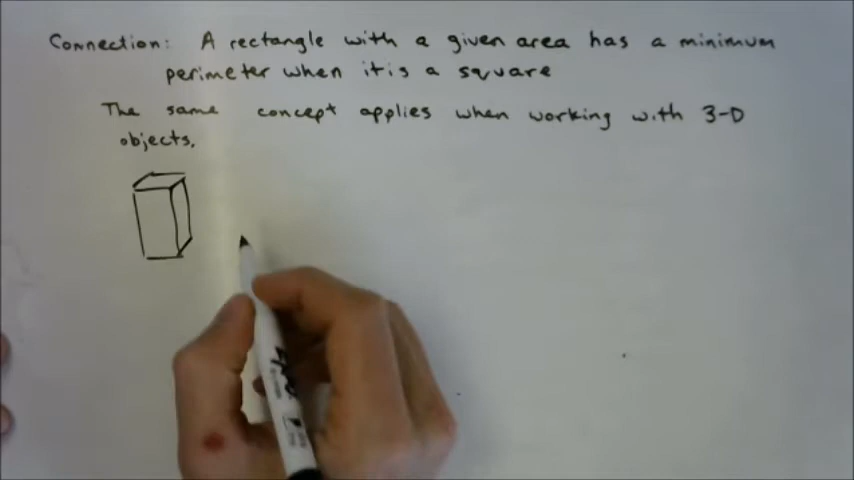 Connection: A rectangle with a given area has a minimum
perimeter when it is a square
The same concept applies when working with 3-D
objects.